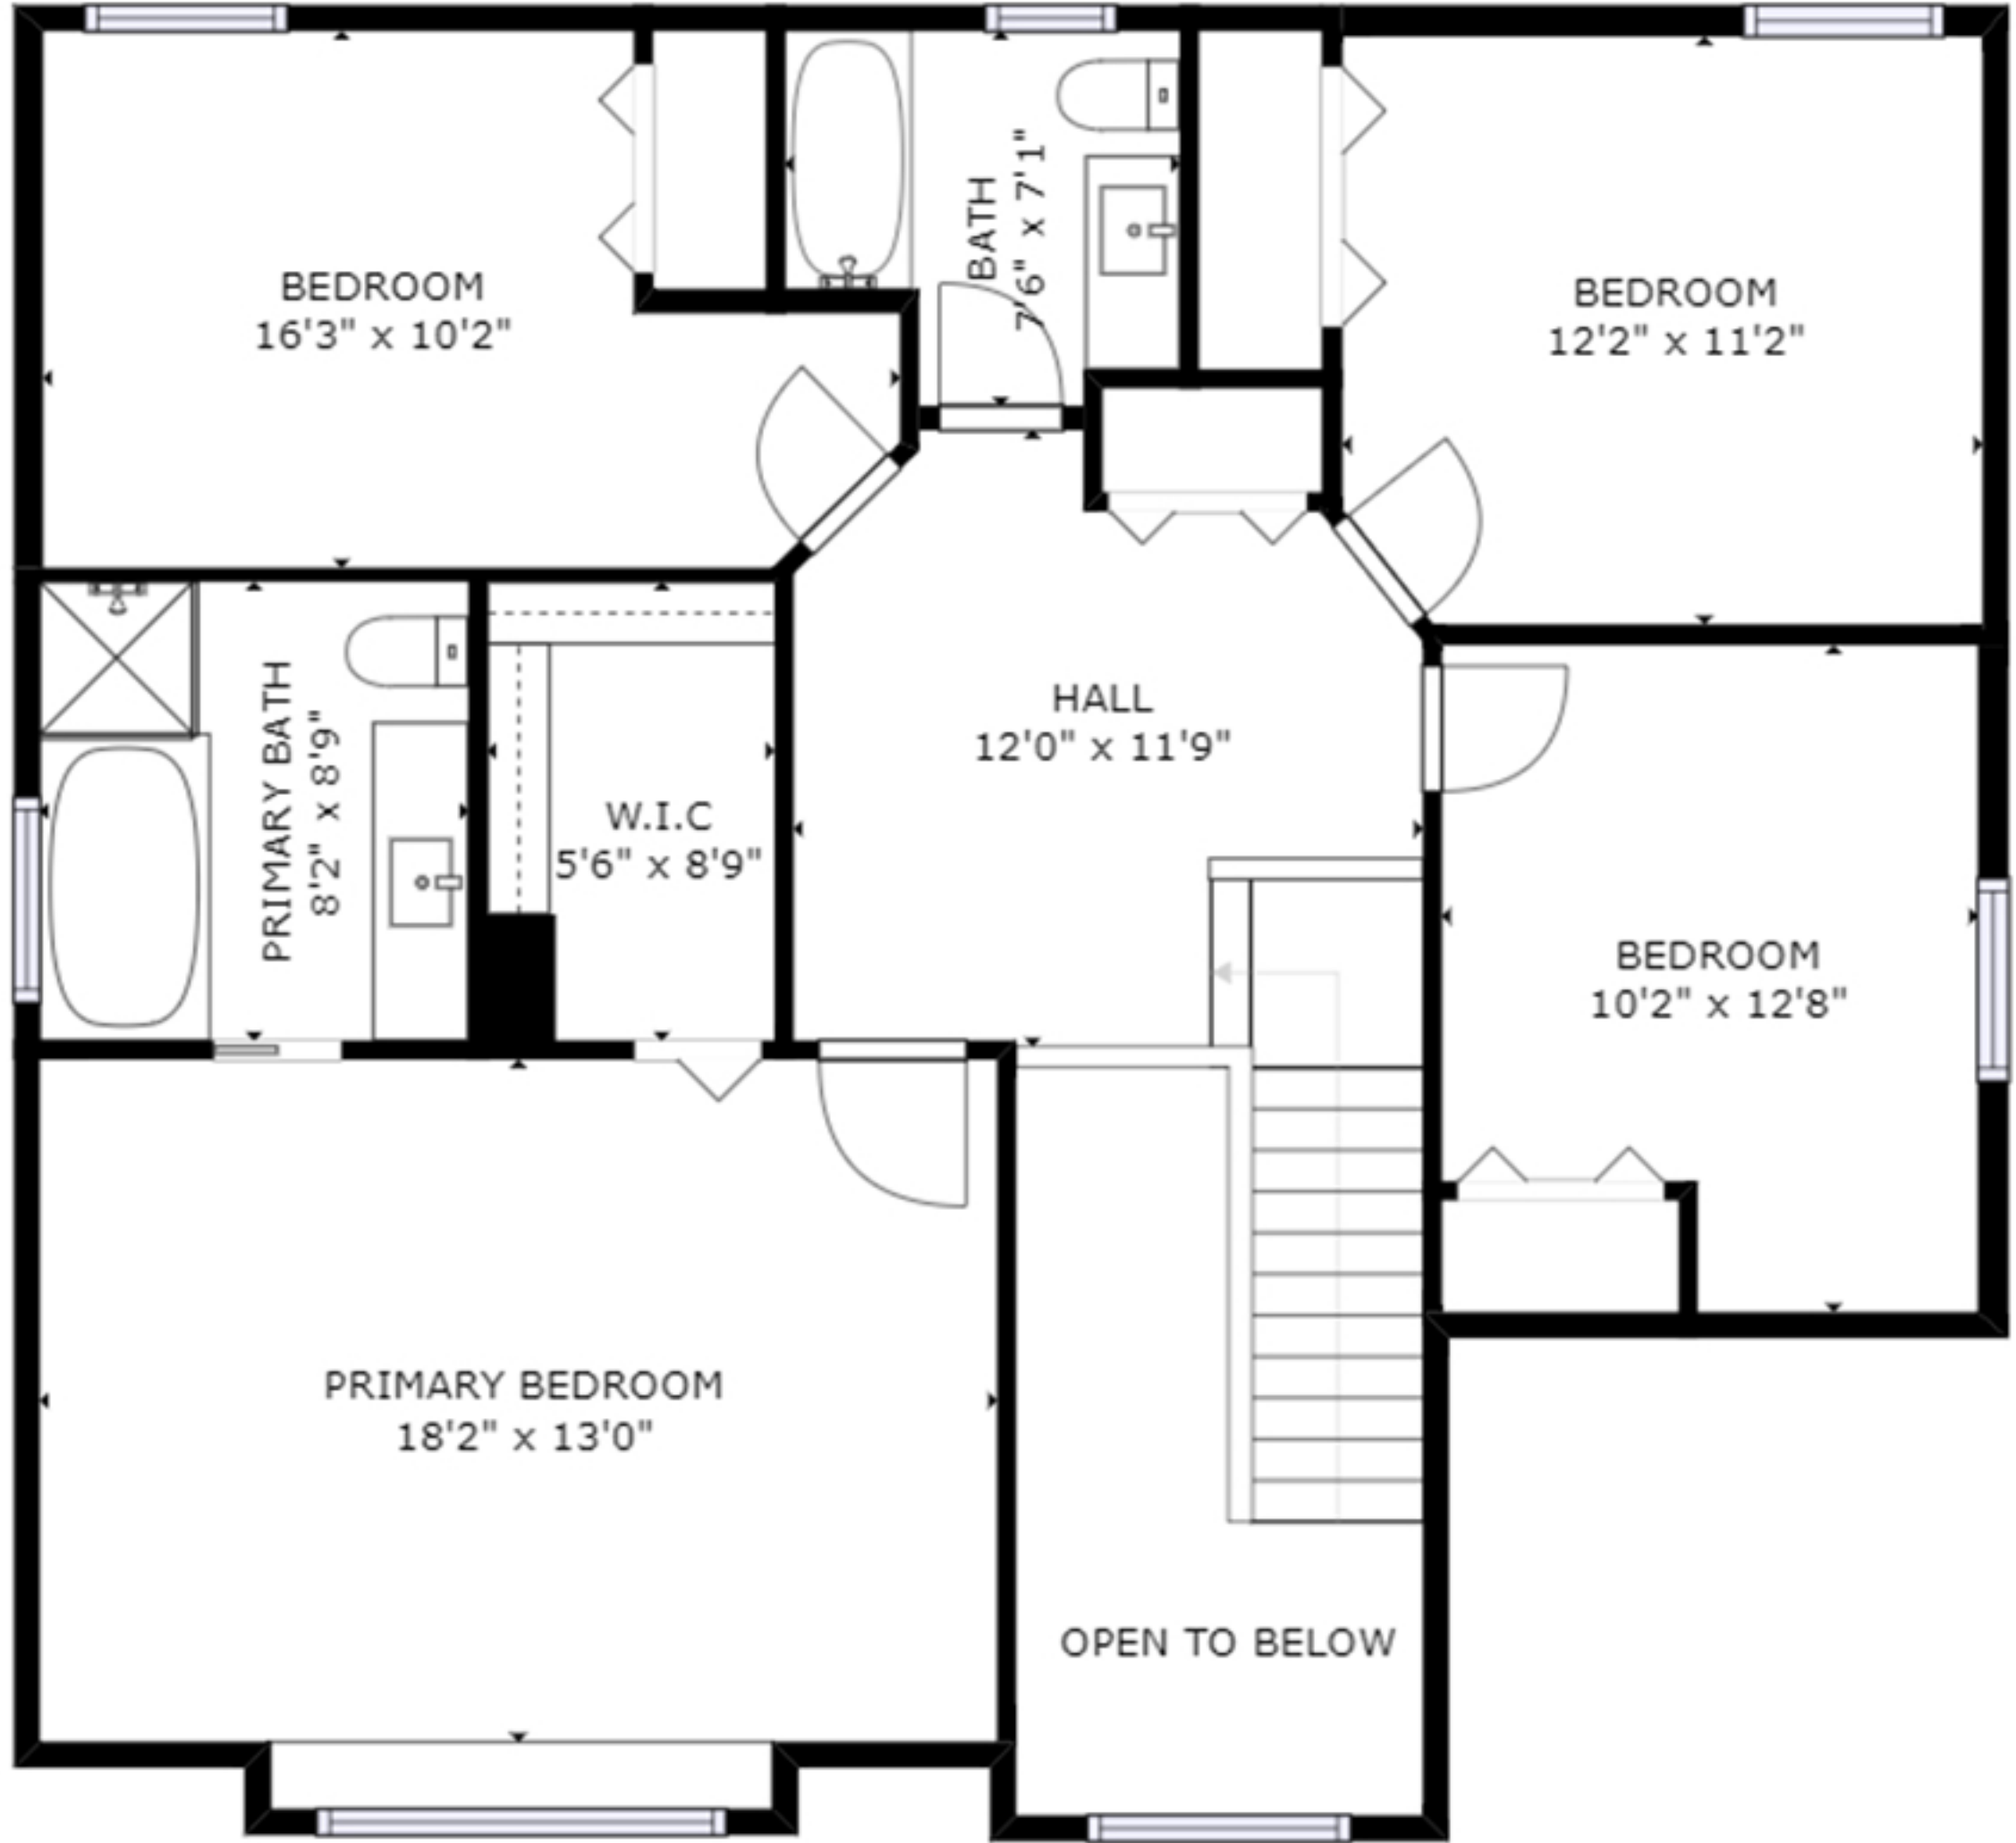 BEDROOM
16'3" x 10'2"
BATH
7'6" x 7'1"
BEDROOM
12'2" x 11'2"
PRIMARY BATH
8'2" x 8'9"
W.I.C
5'6" x 8'9"
HALL
12'0" x 11'9"
BEDROOM
10'2" x 12'8"
PRIMARY BEDROOM
18'2" x 13'0"
OPEN TO BELOW